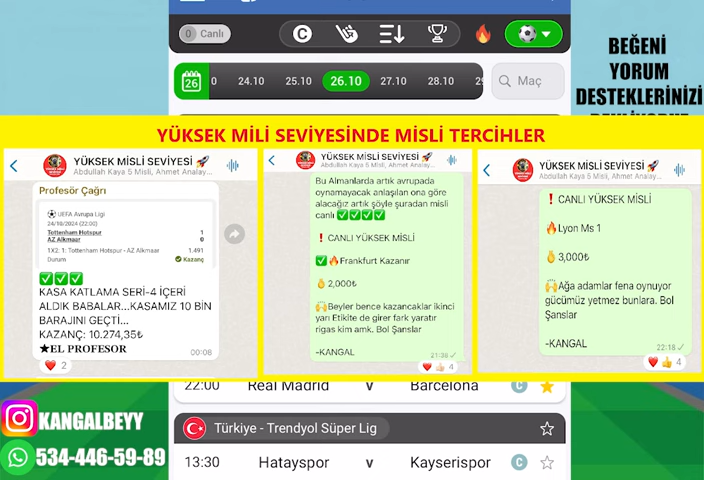 0 Canlı
C
26
0 24.10 25.10 26.10 27.10 28.10
Maç
BEĞENİ
YORUM
DESTEKLERİNİZİ
YÜKSEK MİLİ SEVİYESİNDE MİSLİ TERCİHLER
YÜKSEK MİSLİ SEVİYESİ 🚀
Abdullah Kaya 5 Misli, Ahmet Analay...
Profesör Çağrı
UEFA Avrupa Ligi
24/10/2024 (22:00)
Tottenham Hotspur 1
AZ Alkmaar 0
1X2: 1: Tottenham Hotspur - AZ Alkmaar 1.491
Durum Kazanç
✅✅✅
KASA KATLAMA SERİ-4 İÇERİ
ALDIK BABALAR...KASAMIZ 10 BİN
BARAJINI GEÇTİ...
KAZANÇ: 10.274,35₺
★EL PROFESOR
00:08
❤️ 2
YÜKSEK MİSLİ SEVİYESİ 🚀
Abdullah Kaya 5 Misli, Ahmet Analay...
Bu Almanlarda artık avrupada
oynamayacak anlaşılan ona göre
alacağız artık şöyle şuradan misli
canlı ✅✅✅✅
❗ CANLI YÜKSEK MİSLİ
✅🔥Frankfurt Kazanır
💰2,000₺
🙌Beyler bence kazancaklar ikinci
yarı Etikite de girer fark yaratır
rigas kim amk. Bol Şanslar
-KANGAL
21:38
❤️👍 4
YÜKSEK MİSLİ SEVİYESİ 🚀
Abdullah Kaya 5 Misli, Ahmet Analay...
❗ CANLI YÜKSEK MİSLİ
🔥Lyon Ms 1
💰3,000₺
🙌Ağa adamlar fena oynuyor
gücümüz yetmez bunlara. Bol
Şanslar
-KANGAL
22:18
❤️👍 4
22:00 Real Madrid v Barcelona C
Türkiye - Trendyol Süper Lig
13:30 Hatayspor v Kayserispor C
KANGALBEYY
534-446-59-89